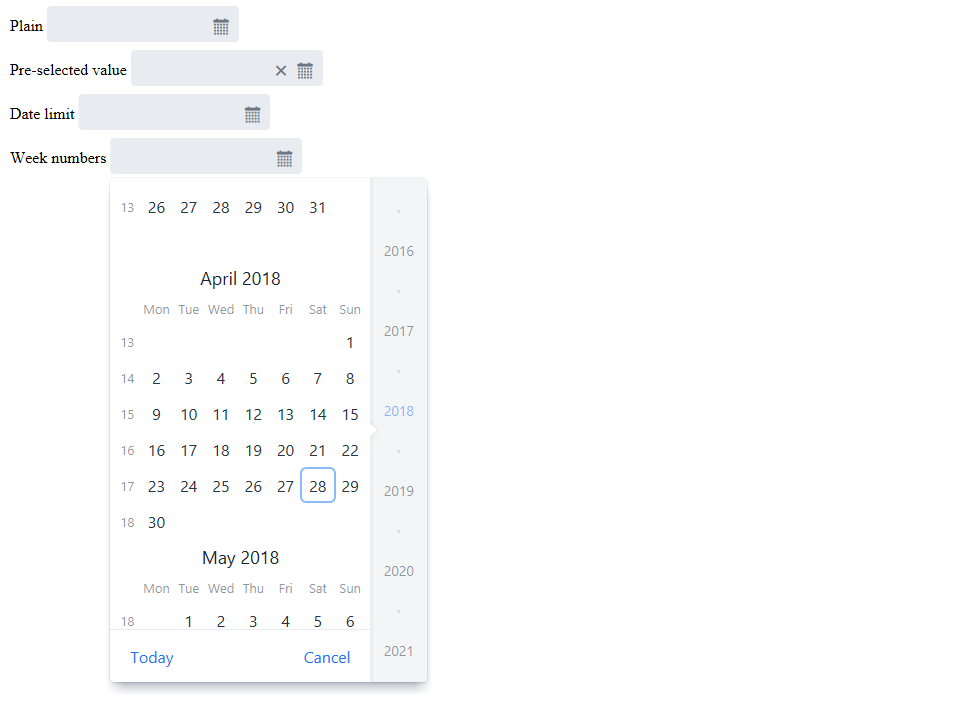 Plain
Pre-selected value
Date limit
Week numbers
13 26 27 28 29 30 31
April 2018
Mon Tue Wed Thu Fri Sat Sun
13 1
14 2 3 4 5 6 7 8
15 9 10 11 12 13 14 15
16 16 17 18 19 20 21 22
17 23 24 25 26 27 28 29
18 30
May 2018
Mon Tue Wed Thu Fri Sat Sun
18 1 2 3 4 5 6
Today Cancel
2016
2017
2018
2019
2020
2021